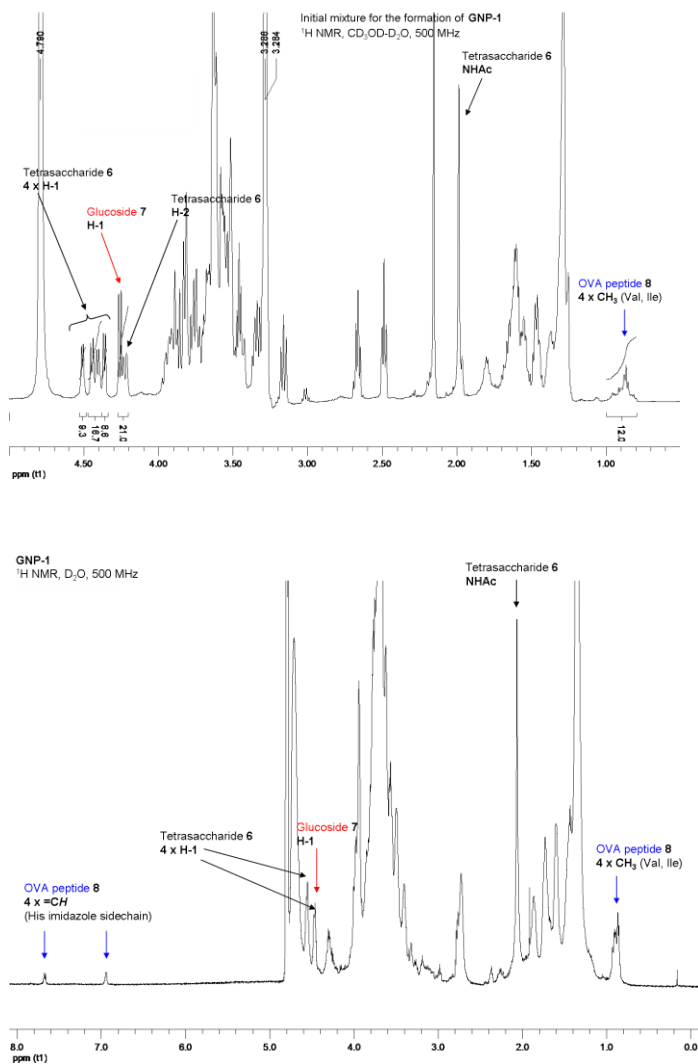 Initial mixture for the formation of GNP-1
¹H NMR, CD₃OD-D₂O, 500 MHz
4.790
3.286
3.284
Tetrasaccharide 6
NHAc
Tetrasaccharide 6
4 x H-1
Glucoside 7
H-1
Tetrasaccharide 6
H-2
OVA peptide 8
4 x CH₃ (Val, Ile)
9.3
16.7
8.6
21.0
12.0
4.50
4.00
3.50
3.00
2.50
2.00
1.50
1.00
ppm (t1)
GNP-1
¹H NMR, D₂O, 500 MHz
Tetrasaccharide 6
NHAc
Tetrasaccharide 6
4 x H-1
Glucoside 7
H-1
OVA peptide 8
4 x CH₃ (Val, Ile)
OVA peptide 8
4 x =CH
(His imidazole sidechain)
8.0
7.0
6.0
5.0
4.0
3.0
2.0
1.0
0.0
ppm (t1)